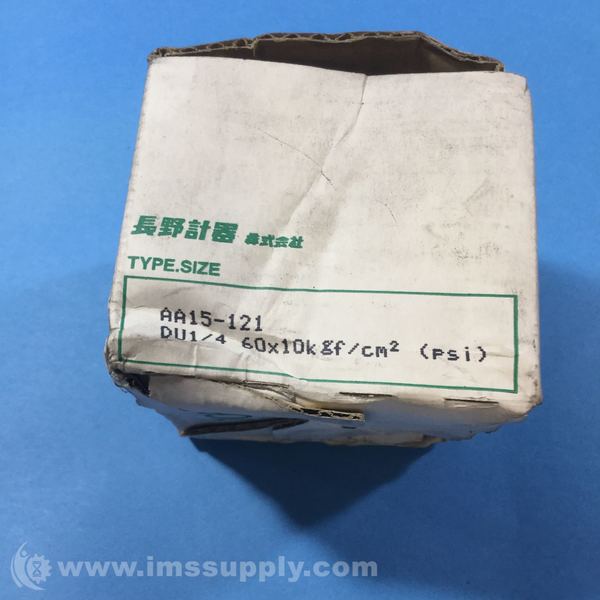 長野計器 株式会社
TYPE.SIZE
AA15-121
DU1/4 60x10kgf/cm² (psi)
www.imssupply.com